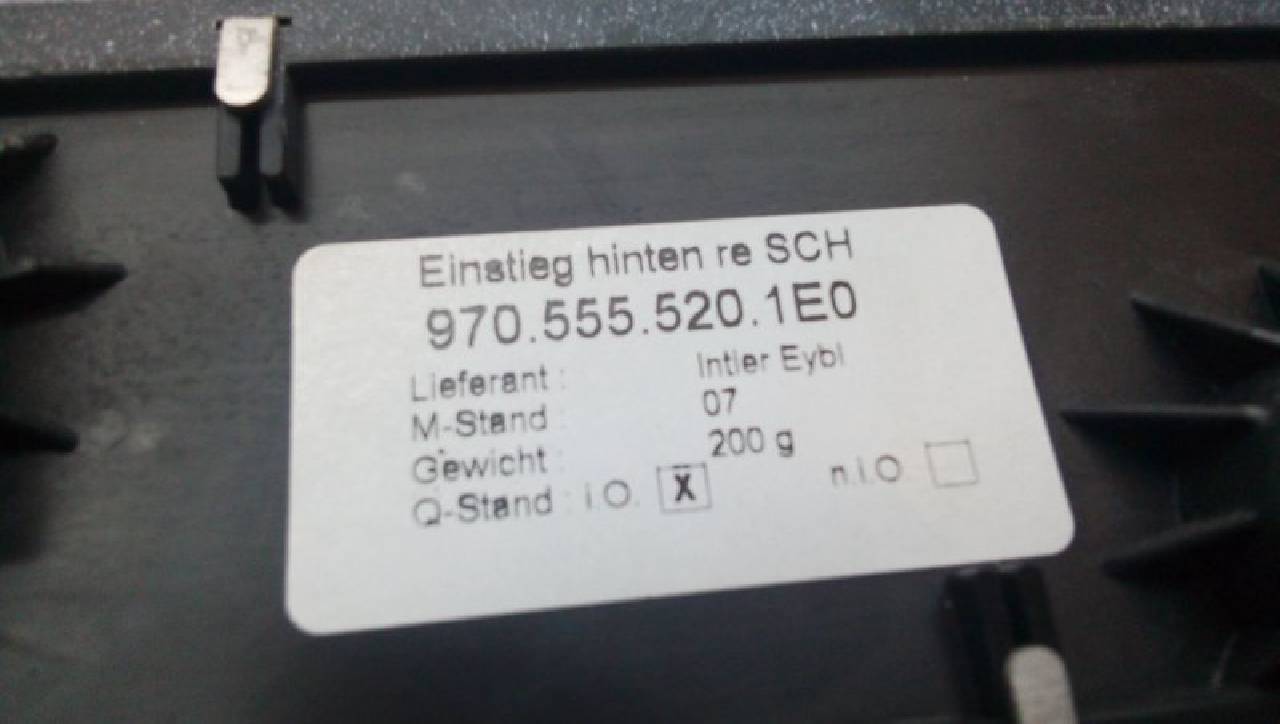 Einstieg hinten re SCH
970.555.520.1E0
Lieferant : Intier Eybl
M-Stand : 07
Gewicht : 200 g
Q-Stand : i.O. X n.i.O